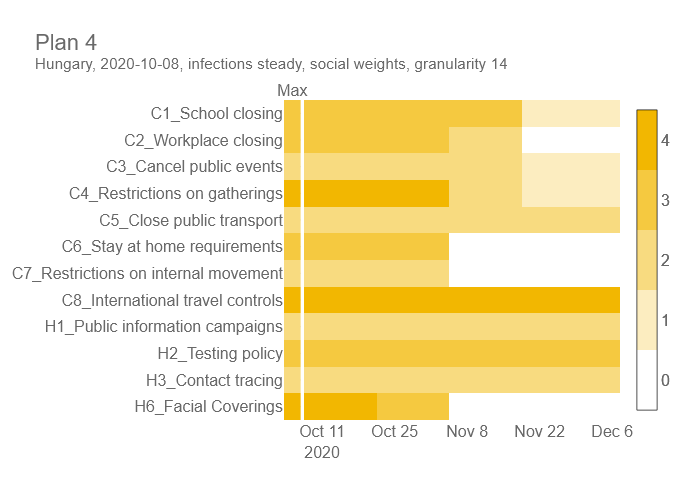 Plan 4
Hungary, 2020-10-08, infections steady, social weights, granularity 14
Max
C1_School closing
C2_Workplace closing
C3_Cancel public events
C4_Restrictions on gatherings
C5_Close public transport
C6_Stay at home requirements
C7_Restrictions on internal movement
C8_International travel controls
H1_Public information campaigns
H2_Testing policy
H3_Contact tracing
H6_Facial Coverings
4
3
2
1
0
Oct 11 Oct 25 Nov 8 Nov 22 Dec 6
2020